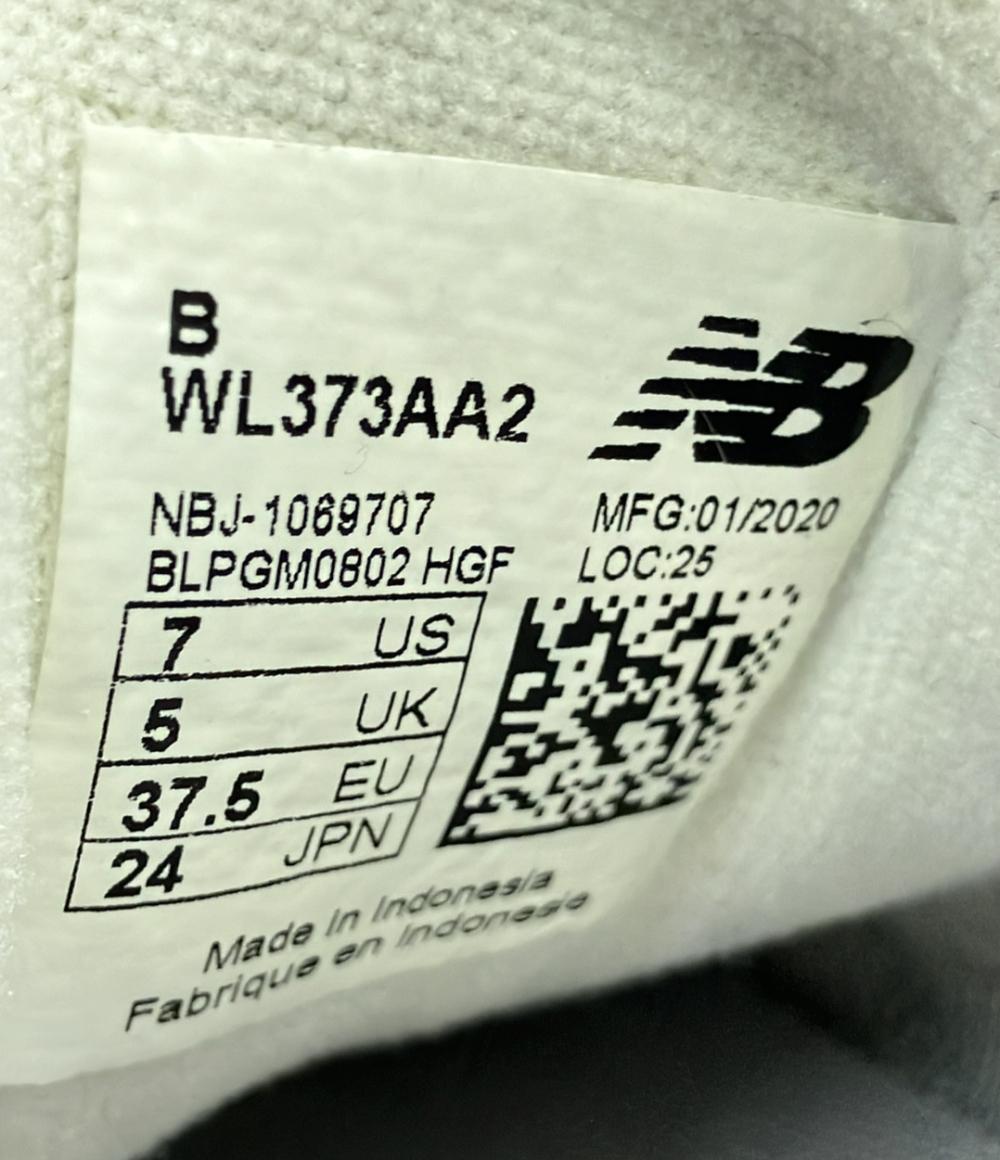 B
WL373AA2
NB
NBJ-1069707
MFG:01/2020
BLPGM0802 HGF
LOC:25
7 US
5 UK
37.5 EU
24 JPN
Made in Indonesia
Fabrique en Indonesie